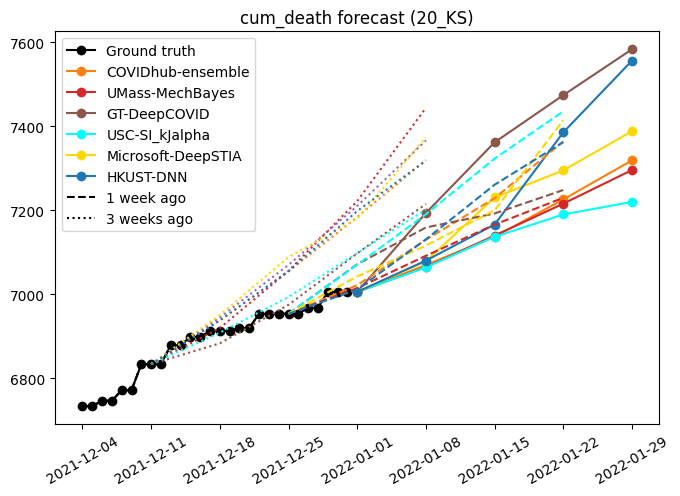 cum_death forecast (20_KS)
7600
7400
7200
7000
6800
Ground truth
COVIDhub-ensemble
UMass-MechBayes
GT-DeepCOVID
USC-SI_kJalpha
Microsoft-DeepSTIA
HKUST-DNN
1 week ago
3 weeks ago
2021-12-04
2021-12-11
2021-12-18
2021-12-25
2022-01-01
2022-01-08
2022-01-15
2022-01-22
2022-01-29